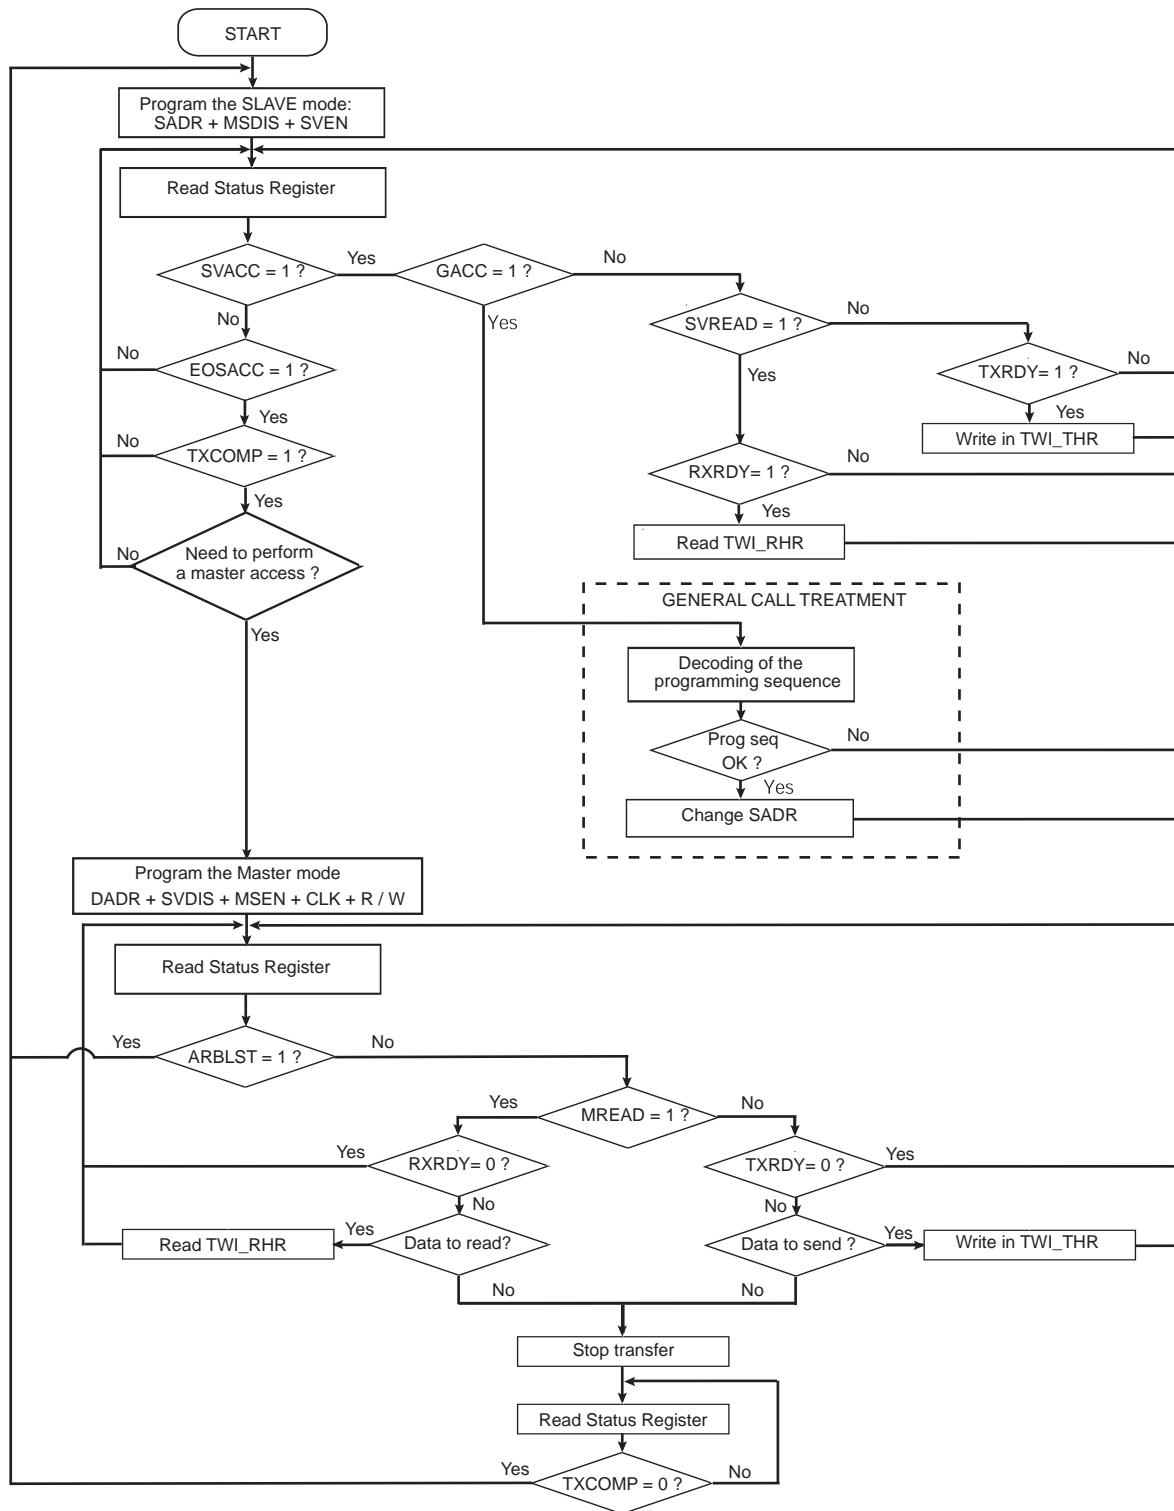 START
Program the SLAVE mode:
SADR + MSDIS + SVEN
Read Status Register
SVACC = 1 ?
Yes
GACC = 1 ?
No
No
Yes
SVREAD = 1 ?
No
EOSACC = 1 ?
No
Yes
Yes
TXRDY= 1 ?
No
Yes
Write in TWI_THR
TXCOMP = 1 ?
No
Yes
RXRDY= 1 ?
No
Yes
Read TWI_RHR
Need to perform
a master access ?
No
Yes
GENERAL CALL TREATMENT
Decoding of the
programming sequence
Prog seq
OK ?
No
Yes
Change SADR
Program the Master mode
DADR + SVDIS + MSEN + CLK + R / W
Read Status Register
Yes
ARBLST = 1 ?
No
Yes
MREAD = 1 ?
No
Yes
RXRDY= 0 ?
TXRDY= 0 ?
Yes
No
No
Read TWI_RHR
Yes
Data to read?
Data to send ?
Yes
Write in TWI_THR
No
No
Stop transfer
Read Status Register
Yes
TXCOMP = 0 ?
No